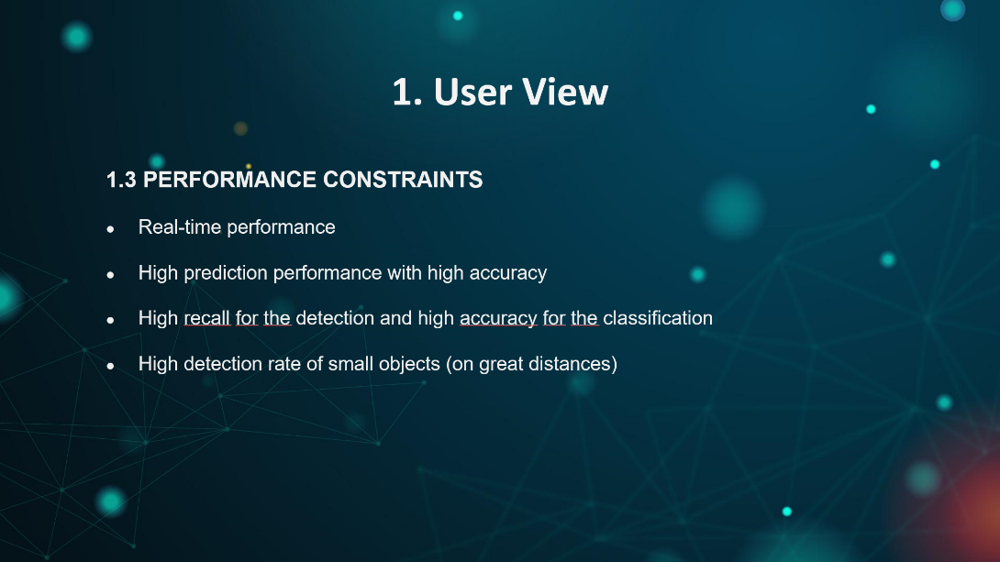 1. User View
1.3 PERFORMANCE CONSTRAINTS
● Real-time performance
● High prediction performance with high accuracy
● High recall for the detection and high accuracy for the classification
● High detection rate of small objects (on great distances)